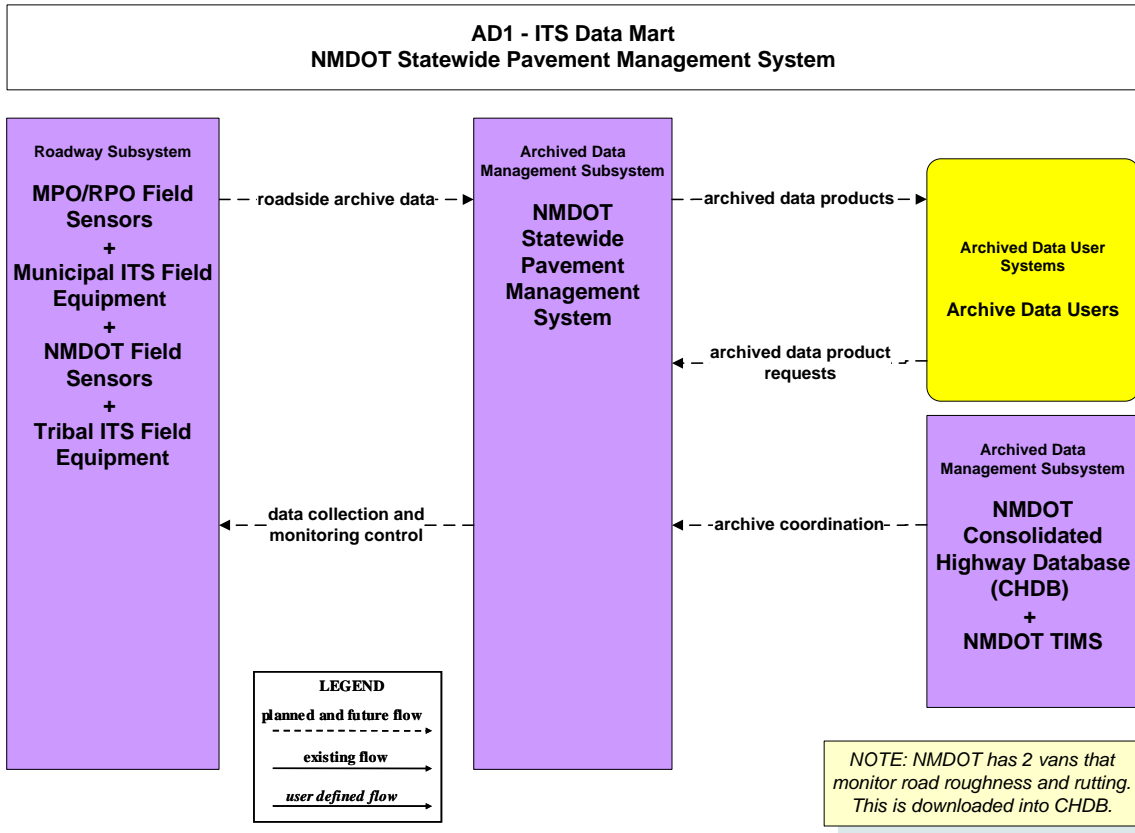 AD1 - ITS Data Mart
NMDOT Statewide Pavement Management System
Roadway Subsystem
MPO/RPO Field
Sensors
+
Municipal ITS Field
Equipment
+
NMDOT Field
Sensors
+
Tribal ITS Field
Equipment
roadside archive data
data collection and
monitoring control
Archived Data
Management Subsystem
NMDOT
Statewide
Pavement
Management
System
archived data products
archived data product
requests
archive coordination
Archived Data User
Systems
Archive Data Users
Archived Data
Management Subsystem
NMDOT
Consolidated
Highway Database
(CHDB)
+
NMDOT TIMS
LEGEND
planned and future flow
existing flow
user defined flow
NOTE: NMDOT has 2 vans that
monitor road roughness and rutting.
This is downloaded into CHDB.